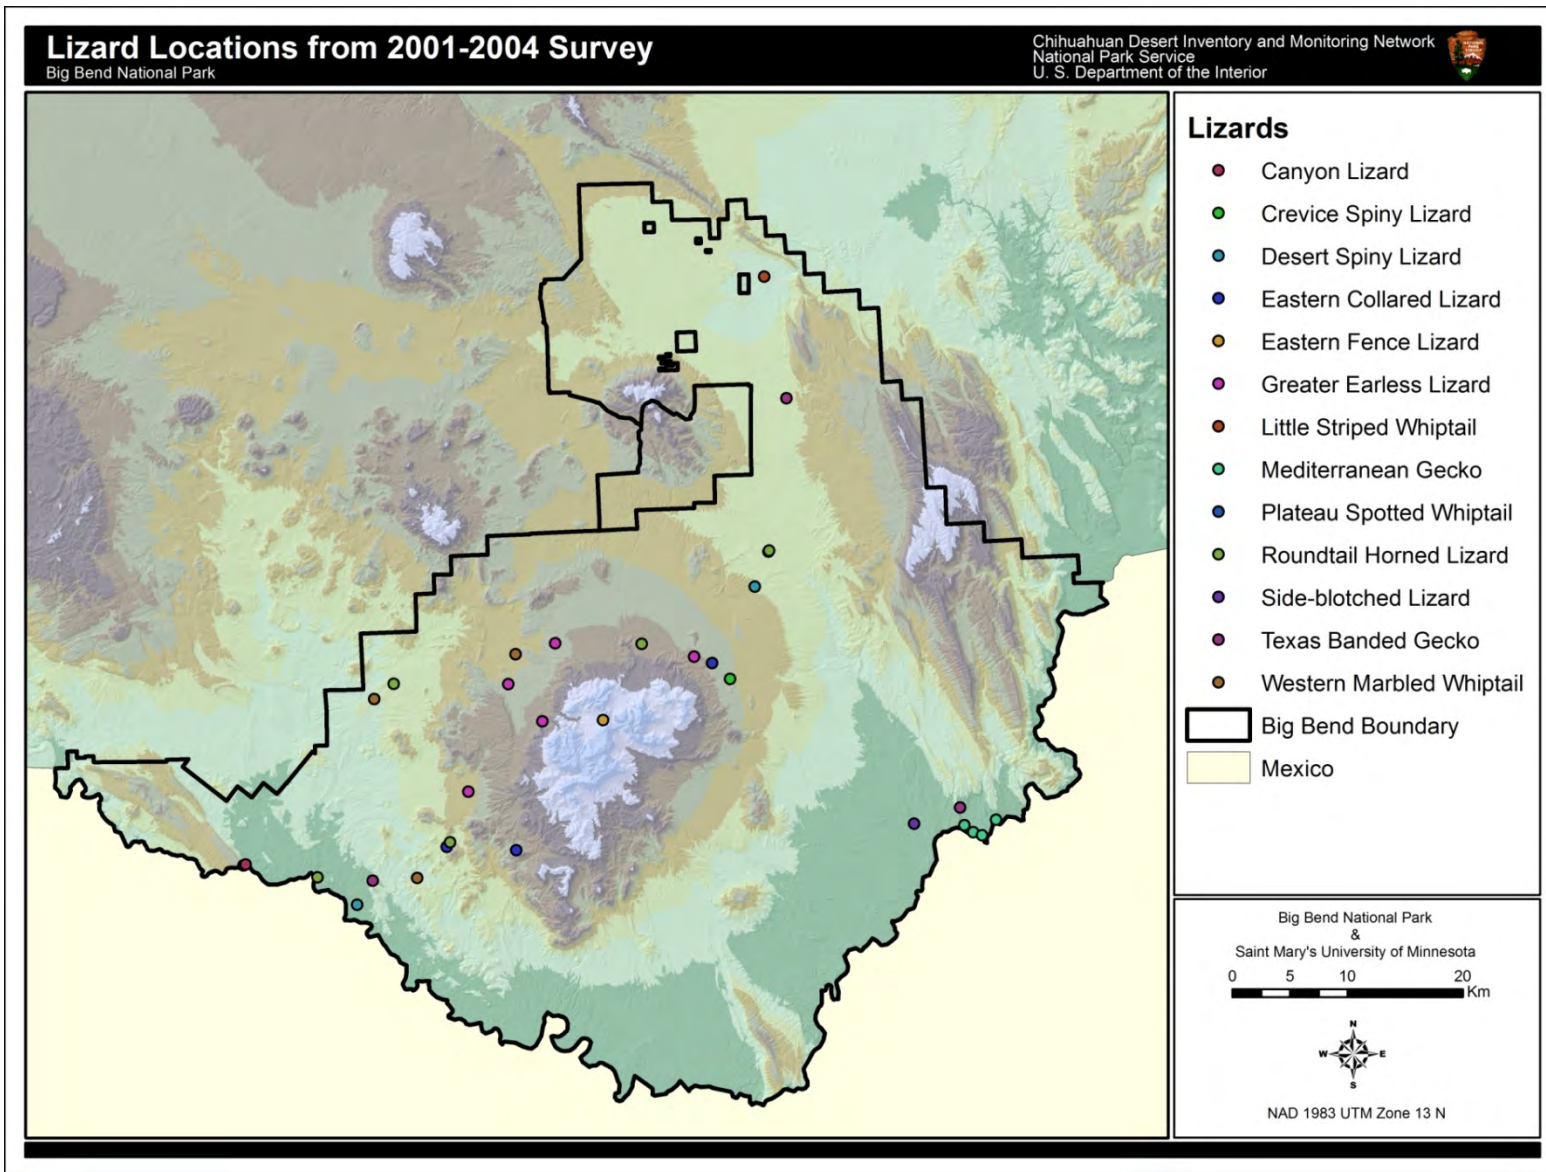 Lizard Locations from 2001-2004 Survey
Big Bend National Park
Chihuahuan Desert Inventory and Monitoring Network
National Park Service
U. S. Department of the Interior
Lizards
Canyon Lizard
Crevice Spiny Lizard
Desert Spiny Lizard
Eastern Collared Lizard
Eastern Fence Lizard
Greater Earless Lizard
Little Striped Whiptail
Mediterranean Gecko
Plateau Spotted Whiptail
Roundtail Horned Lizard
Side-blotched Lizard
Texas Banded Gecko
Western Marbled Whiptail
Big Bend Boundary
Mexico
Big Bend National Park
&
Saint Mary's University of Minnesota
0 5 10 20
Km
N
W E
S
NAD 1983 UTM Zone 13 N